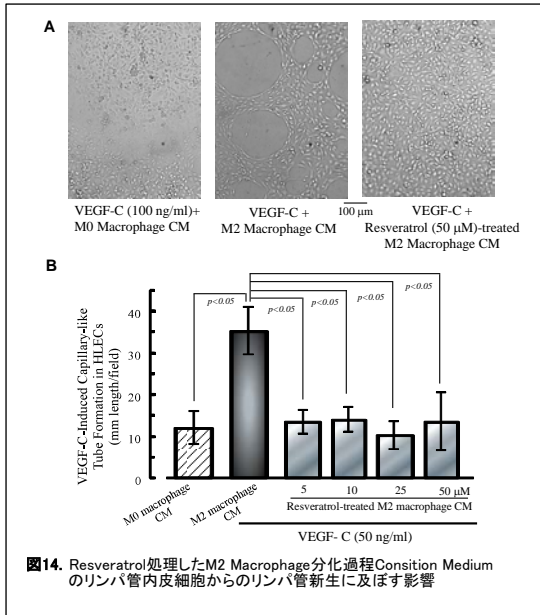 A
VEGF-C (100 ng/ml)+
M0 Macrophage CM
VEGF-C +
M2 Macrophage CM
100 μm
VEGF-C +
Resveratrol (50 μM)-treated
M2 Macrophage CM
B
VEGF-C-Induced Capillary-like
Tube Formation in HLECs
(mm length/field)
40
30
20
10
0
p<0.05
p<0.05
p<0.05
p<0.05
p<0.05
M0 macrophage
CM
M2 macrophage
CM
5
10
25
50 μM
Resveratrol-treated M2 macrophage CM
VEGF- C (50 ng/ml)
図14. Resveratrol処理したM2 Macrophage分化過程Consition Medium
のリンパ管内皮細胞からのリンパ管新生に及ぼす影響